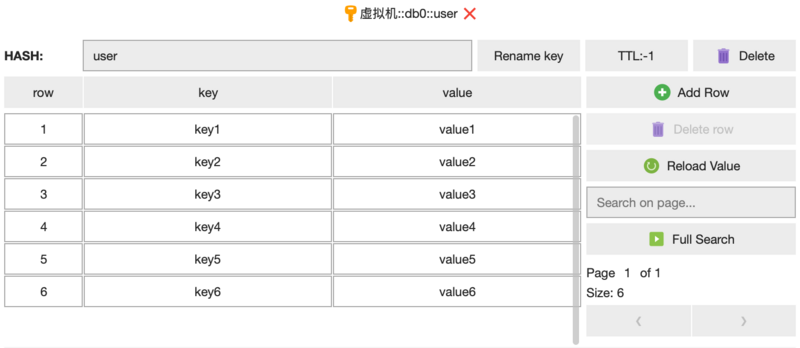 虚拟机::db0::user
HASH: user Rename key TTL:-1 Delete
row key value Add Row
1 key1 value1 Delete row
2 key2 value2 Reload Value
3 key3 value3 Search on page...
4 key4 value4 Full Search
5 key5 value5 Page 1 of 1
6 key6 value6 Size: 6